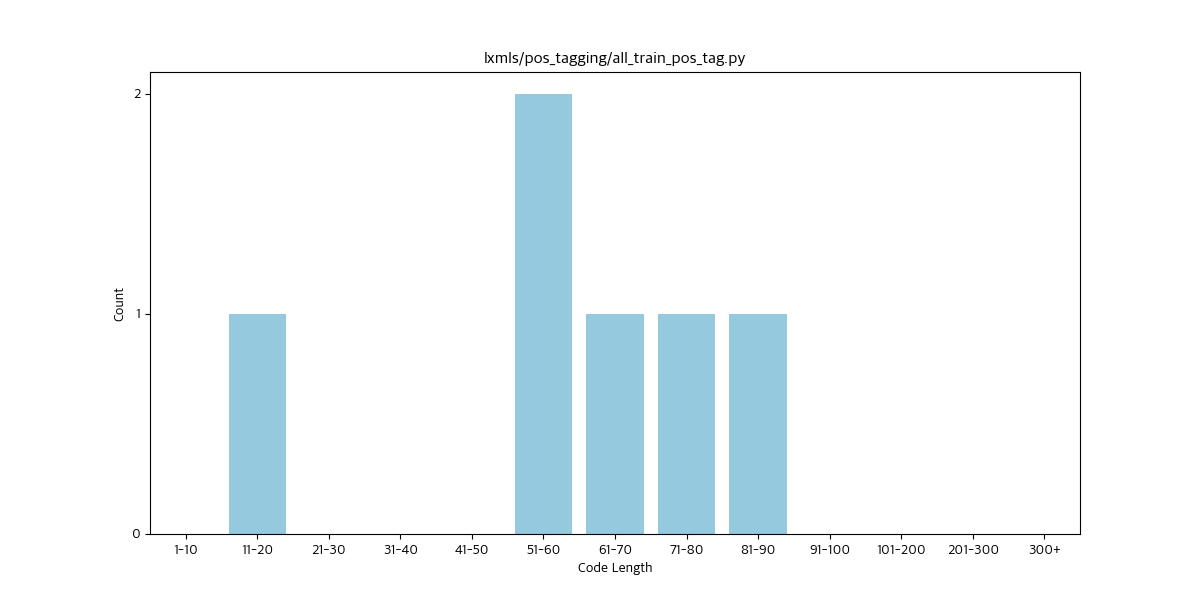 lxmls/pos_tagging/all_train_pos_tag.py
Count
2
1
0
1-10 11-20 21-30 31-40 41-50 51-60 61-70 71-80 81-90 91-100 101-200 201-300 300+
Code Length